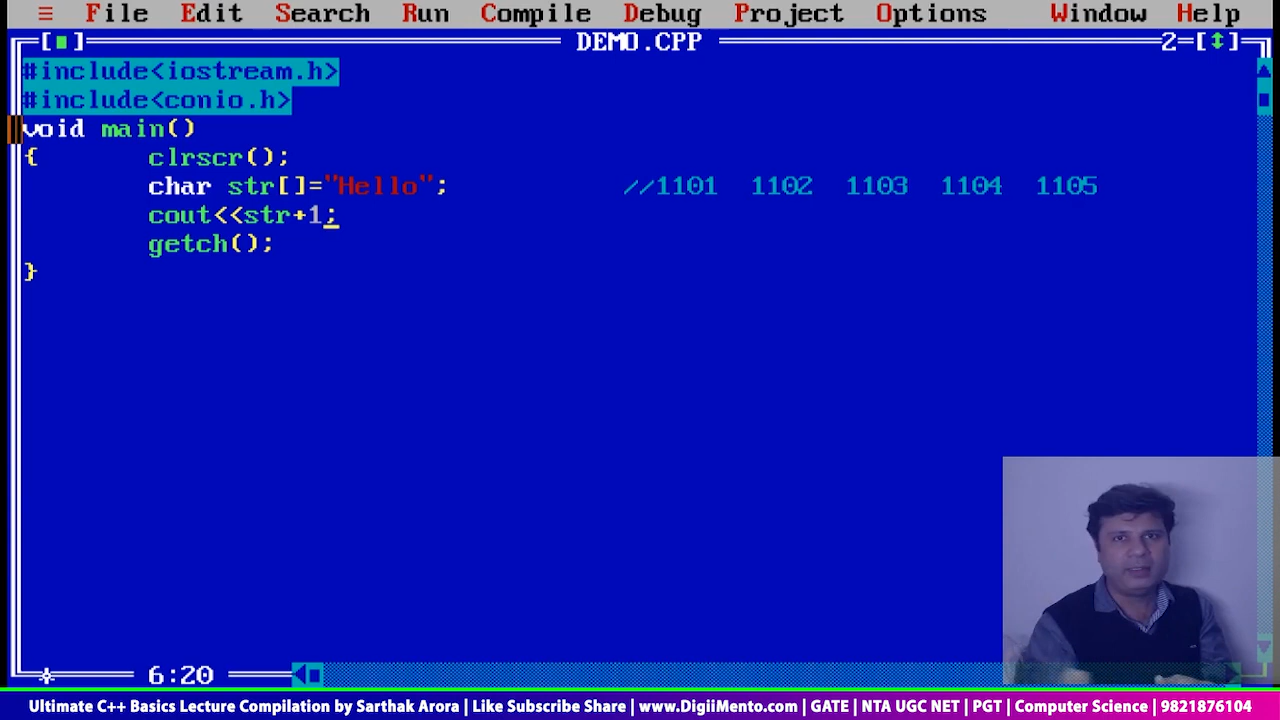 ≡ File Edit Search Run Compile Debug Project Options Window Help
[■] DEMO.CPP 2=[↕]
#include<iostream.h>
#include<conio.h>
void main()
{ clrscr();
char str[]="Hello"; //1101 1102 1103 1104 1105
cout<<str+1;
getch();
}
6:20
Ultimate C++ Basics Lecture Compilation by Sarthak Arora | Like Subscribe Share | www.DigiiMento.com | GATE | NTA UGC NET | PGT | Computer Science | 9821876104